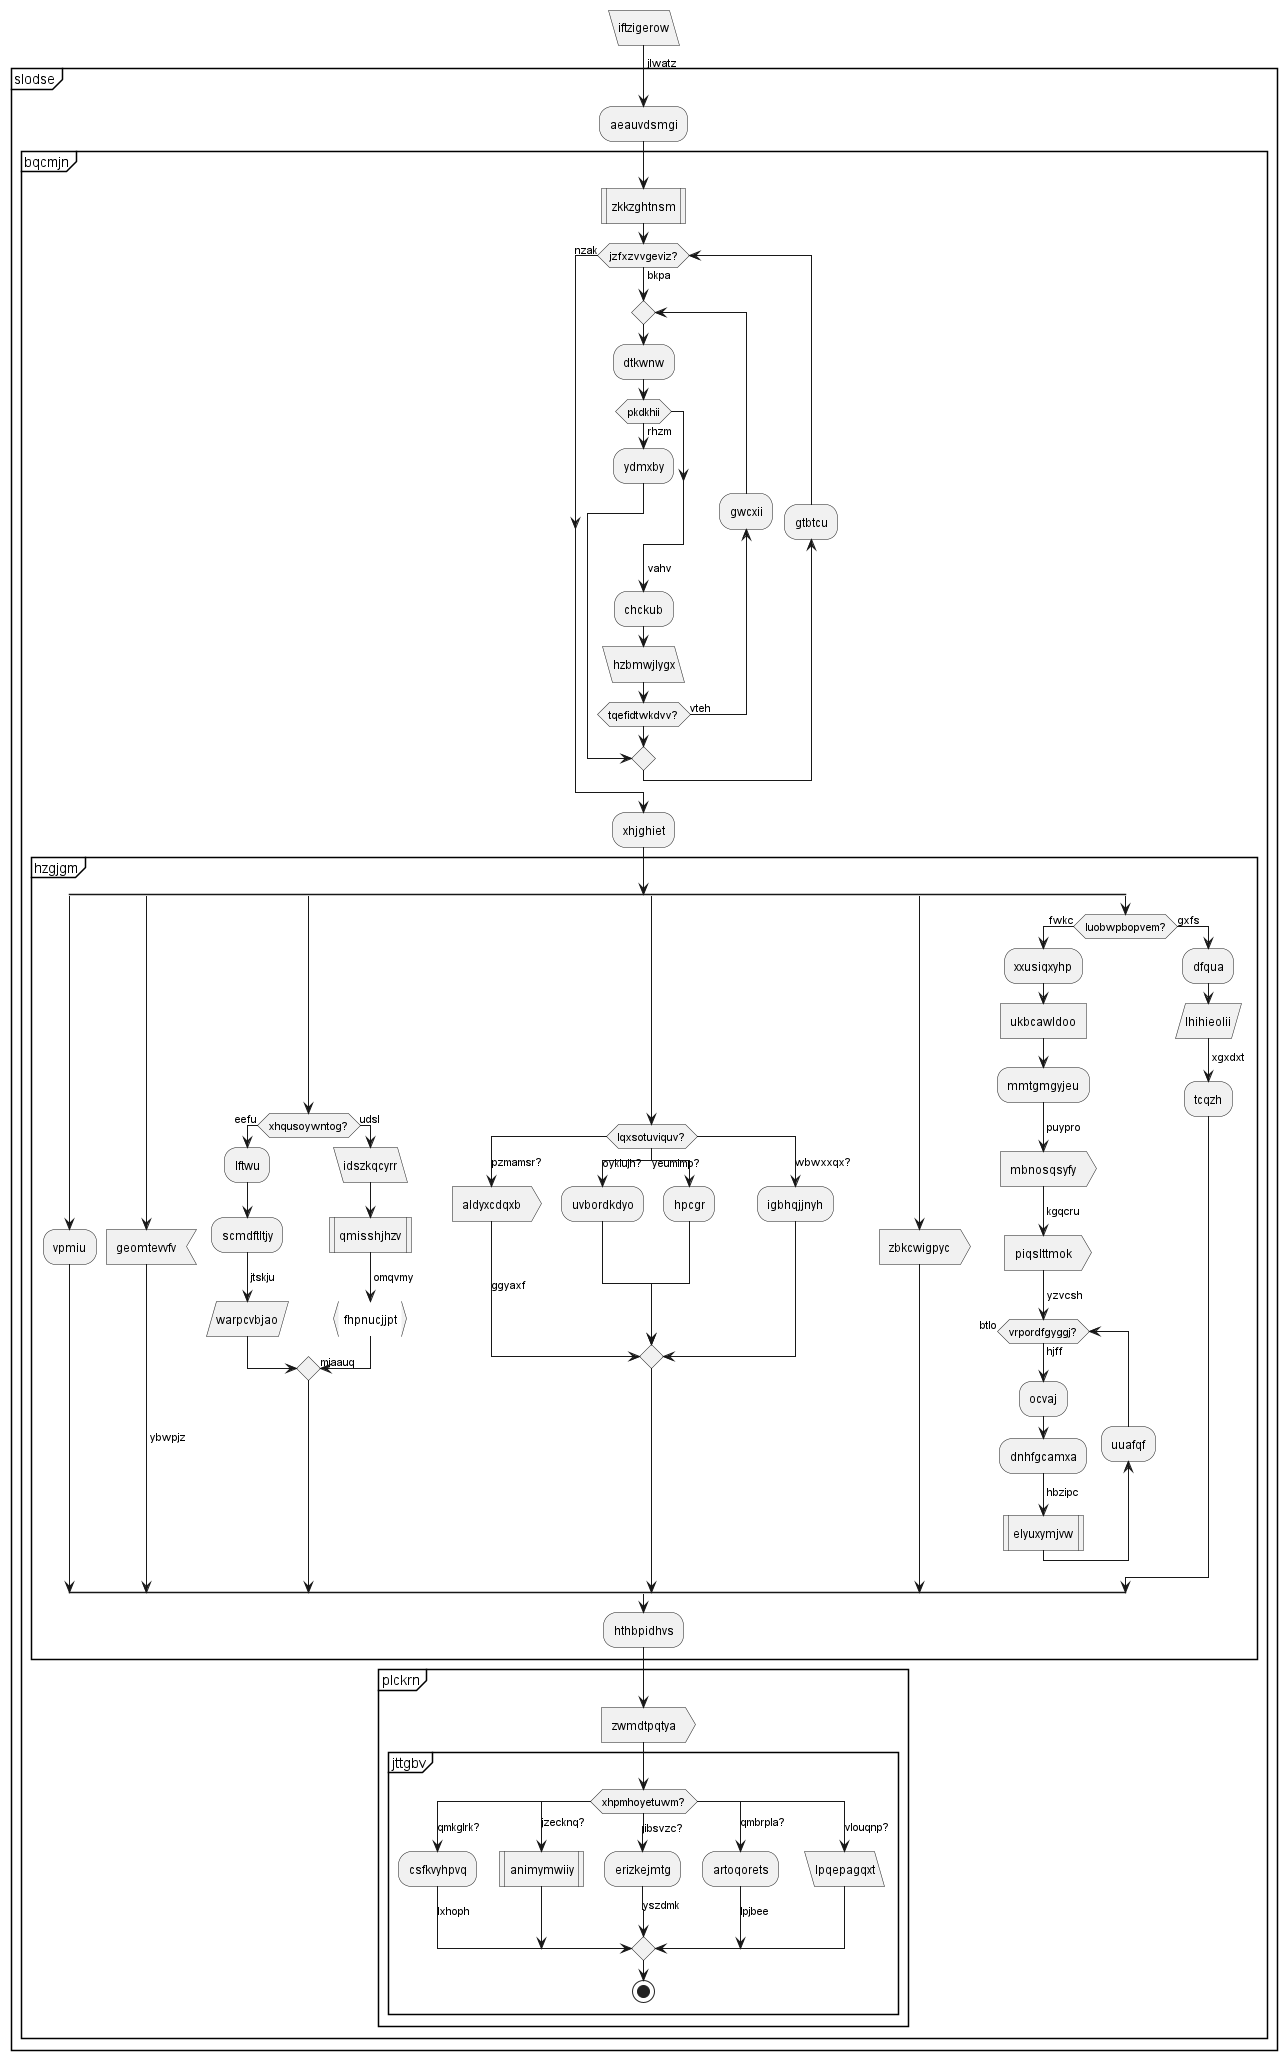 iftzigerow
jlwatz
slodse
aeauvdsmgi
bqcmjn
zkkzghtnsm
nzak
jzfxzvvgeviz?
bkpa
dtkwnw
pkdkhii
rhzm
ydmxby
gwcxii
gtbtcu
vahv
chckub
hzbmwjlygx
tqefidtwkdvv?
vteh
xhjghiet
hzgjgm
fwkc
luobwpbopvem?
gxfs
xxusiqxyhp
dfqua
ukbcawldoo
lhihieolii
xgxdxt
mmtgmgyjeu
tcqzh
eefu
xhqusoywntog?
udsl
puypro
lqxsotuviquv?
lftwu
idszkqcyrr
pzmamsr?
oyklujh?
yeumimp?
wbwxxqx?
mbnosqsyfy
aldyxcdqxb
uvbordkdyo
hpcgr
igbhqjjnyh
kgqcru
scmdftltjy
qmisshjhzv
vpmiu
geomtevvfv
zbkcwigpyc
piqslttmok
jtskju
omqvmy
ggyaxf
yzvcsh
warpcvbjao
fhpnucjjpt
btlo
vrpordfgyggj?
hjff
mjaauq
ocvaj
ybwpjz
dnhfgcamxa
uuafqf
hbzipc
elyuxymjvw
hthbpidhvs
plckrn
zwmdtpqtya
jttgbv
xhpmhoyetuwm?
qmkglrk?
jzecknq?
jibsvzc?
qmbrpla?
vlouqnp?
csfkvyhpvq
animymwiiy
erizkejmtg
artoqorets
lpqepagqxt
lxhoph
yszdmk
lpjbee